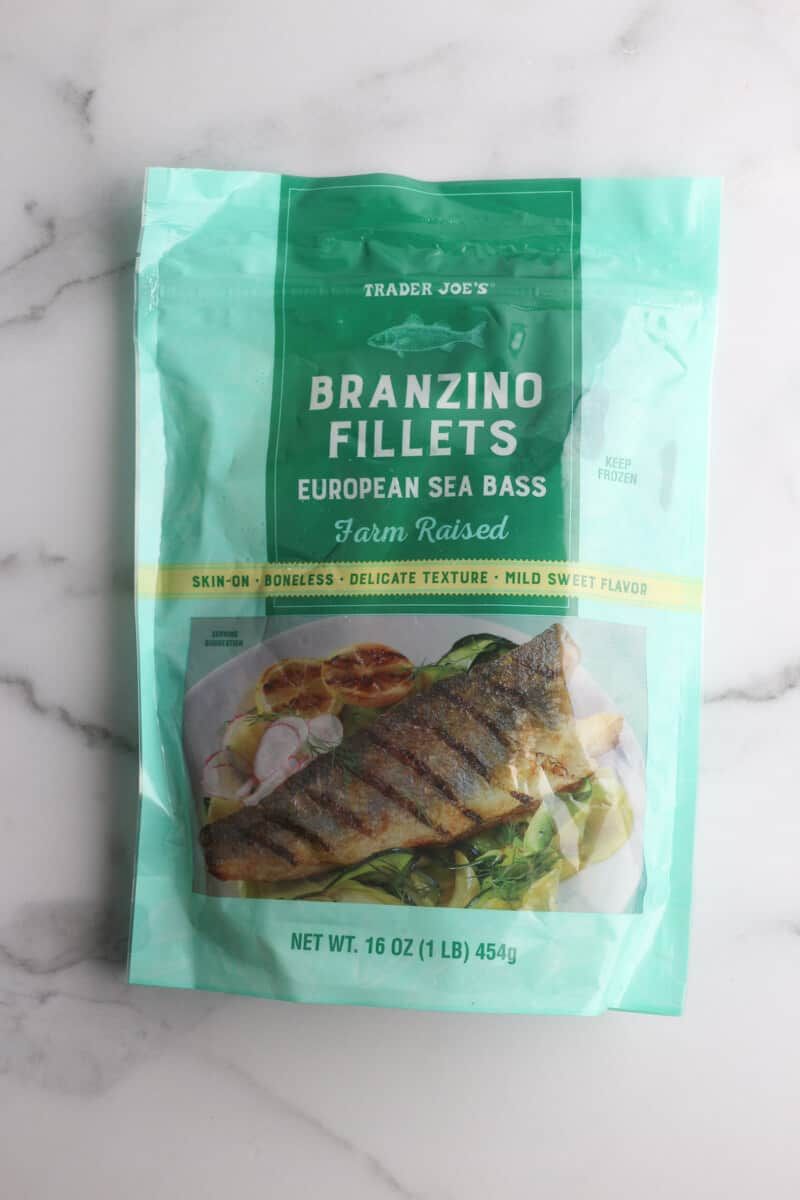 TRADER JOE'S®
BRANZINO
FILLETS
EUROPEAN SEA BASS
Farm Raised
KEEP
FROZEN
SKIN-ON • BONELESS • DELICATE TEXTURE • MILD SWEET FLAVOR
SERVING
SUGGESTION
NET WT. 16 OZ (1 LB) 454g